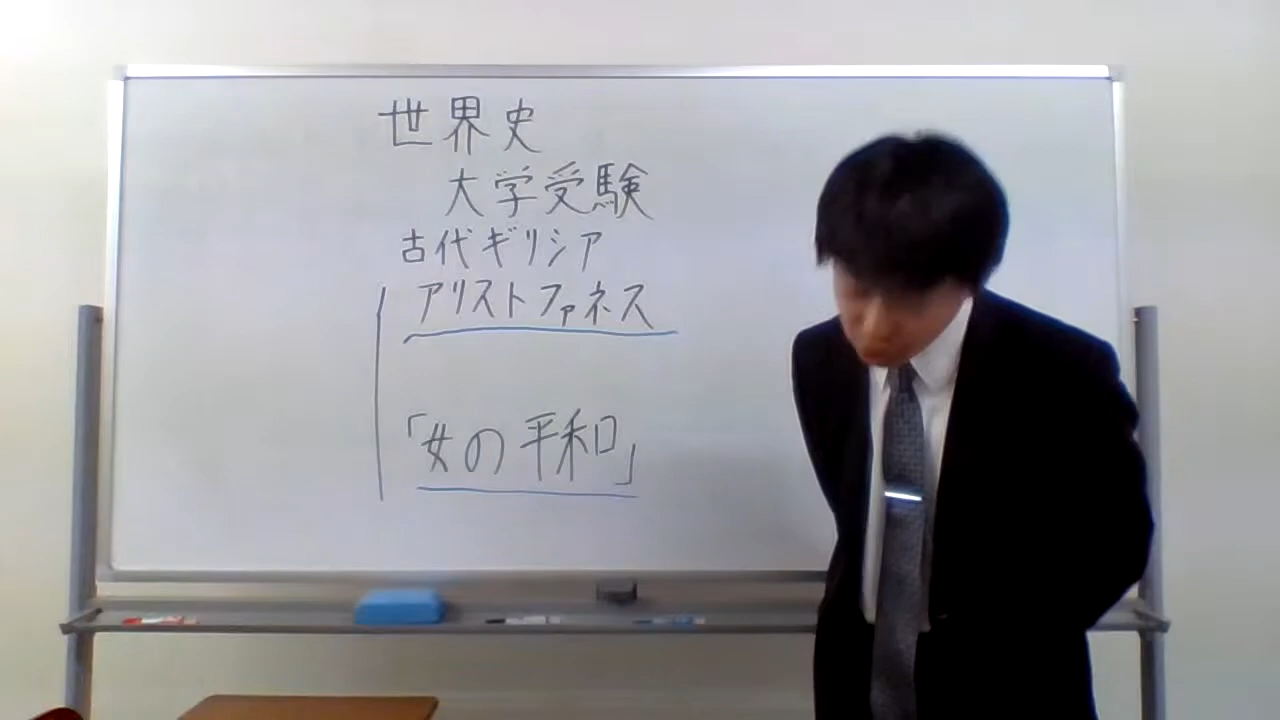 世界史
大学受験
古代ギリシア
アリストファネス
「女の平和」